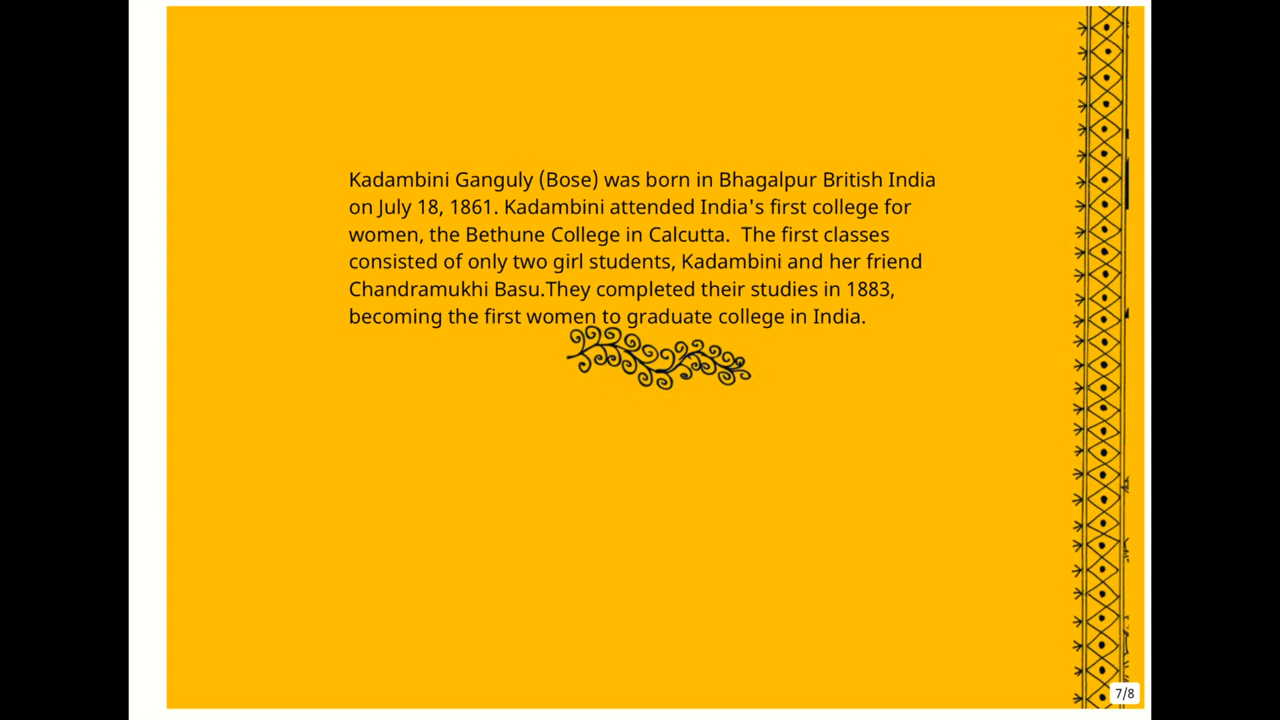 Kadambini Ganguly (Bose) was born in Bhagalpur British India
on July 18, 1861. Kadambini attended India's first college for
women, the Bethune College in Calcutta.  The first classes
consisted of only two girl students, Kadambini and her friend
Chandramukhi Basu.They completed their studies in 1883,
becoming the first women to graduate college in India.
7/8